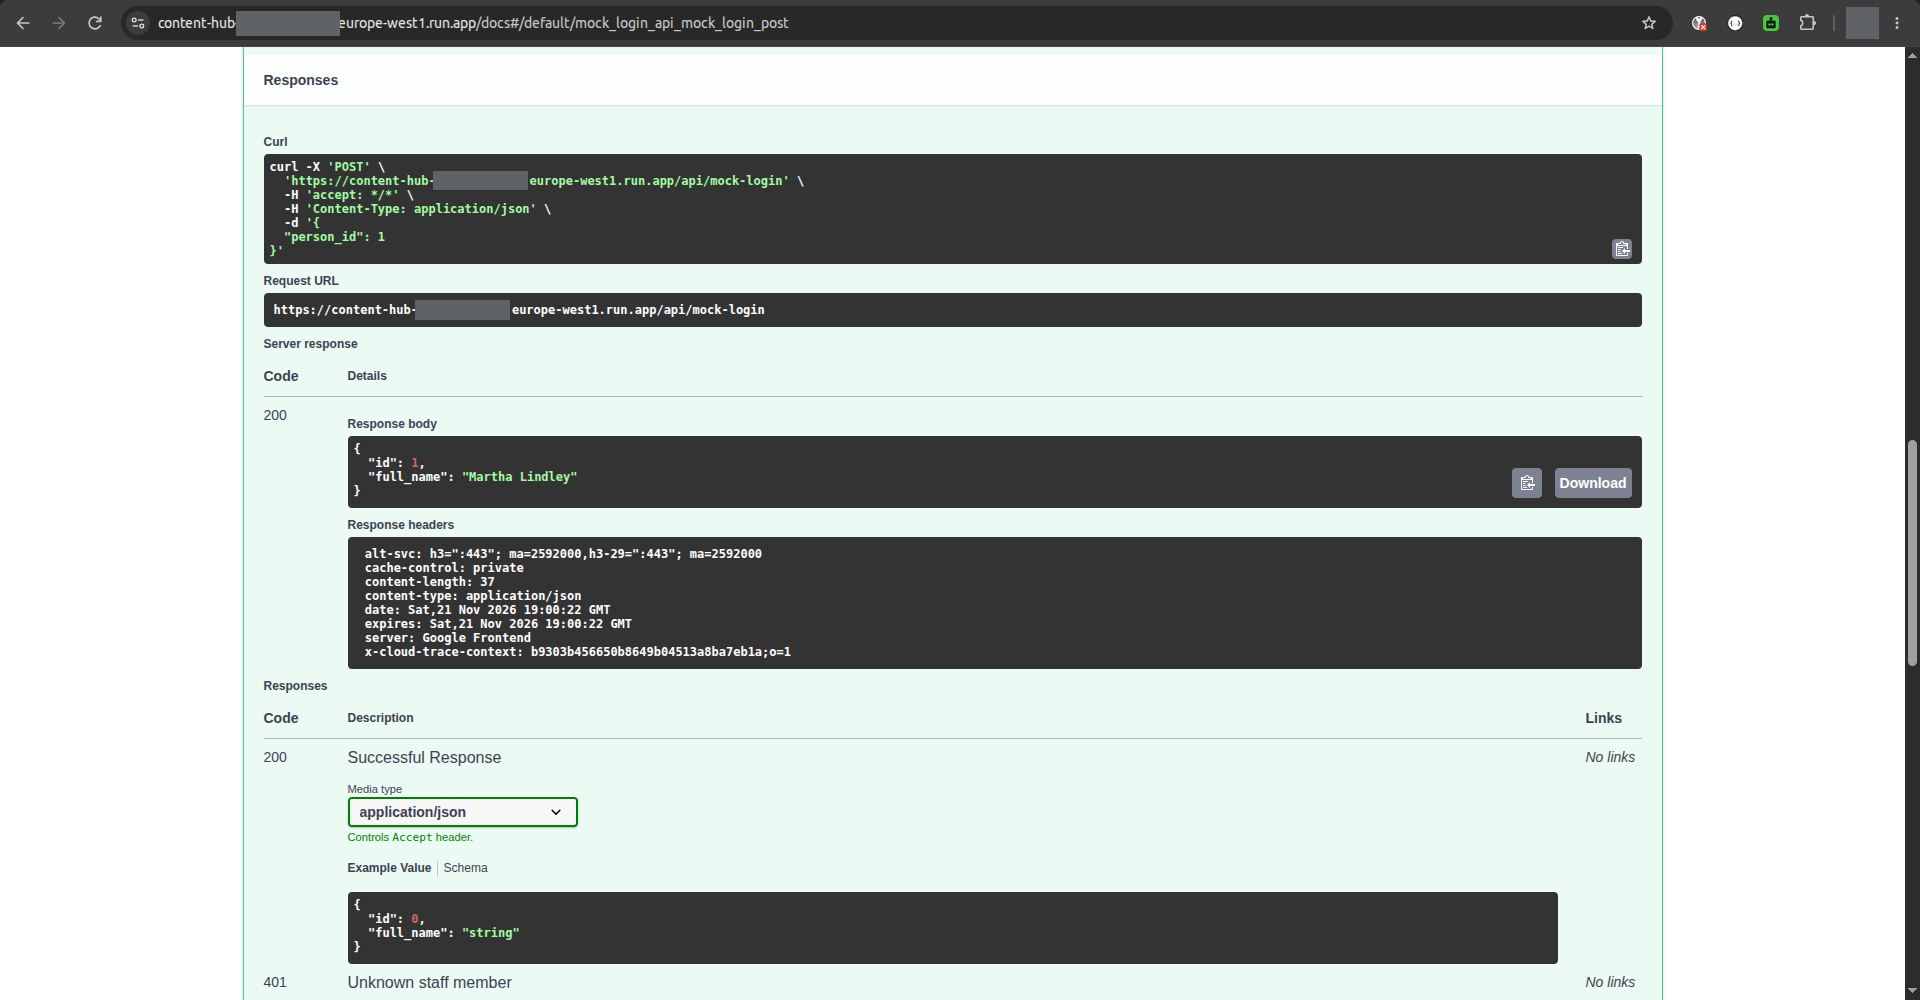 content-hub- europe-west1.run.app/docs#/default/mock_login_api_mock_login_post
Responses
Curl
curl -X 'POST' \
'https://content-hub- europe-west1.run.app/api/mock-login' \
-H 'accept: */*' \
-H 'Content-Type: application/json' \
-d '{
"person_id": 1
}'
Request URL
https://content-hub- europe-west1.run.app/api/mock-login
Server response
Code Details
200
Response body
{
"id": 1,
"full_name": "Martha Lindley"
}
Download
Response headers
alt-svc: h3=":443"; ma=2592000,h3-29=":443"; ma=2592000
cache-control: private
content-length: 37
content-type: application/json
date: Sat,21 Nov 2026 19:00:22 GMT
expires: Sat,21 Nov 2026 19:00:22 GMT
server: Google Frontend
x-cloud-trace-context: b9303b456650b8649b04513a8ba7eb1a;o=1
Responses
Code Description Links
200 Successful Response No links
Media type
application/json
Controls Accept header.
Example Value Schema
{
"id": 0,
"full_name": "string"
}
401 Unknown staff member No links